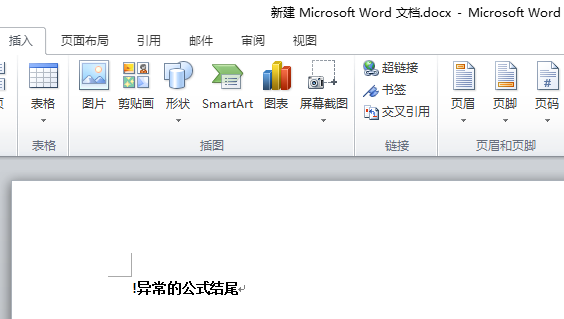 新建 Microsoft Word 文档.docx - Microsoft Word
插入 页面布局 引用 邮件 审阅 视图
表格 图片 剪贴画 形状 SmartArt 图表 屏幕截图 超链接 书签 交叉引用 页眉 页脚 页码
表格 插图 链接 页眉和页脚
!异常的公式结尾